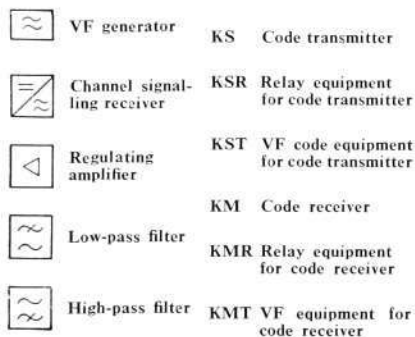 VF generator
Channel signal-
ling receiver
Regulating
amplifier
Low-pass filter
High-pass filter
KS Code transmitter
KSR Relay equipment
for code transmitter
KST VF code equipment
for code transmitter
KM Code receiver
KMR Relay equipment
for code receiver
KMT VF equipment for
code receiver